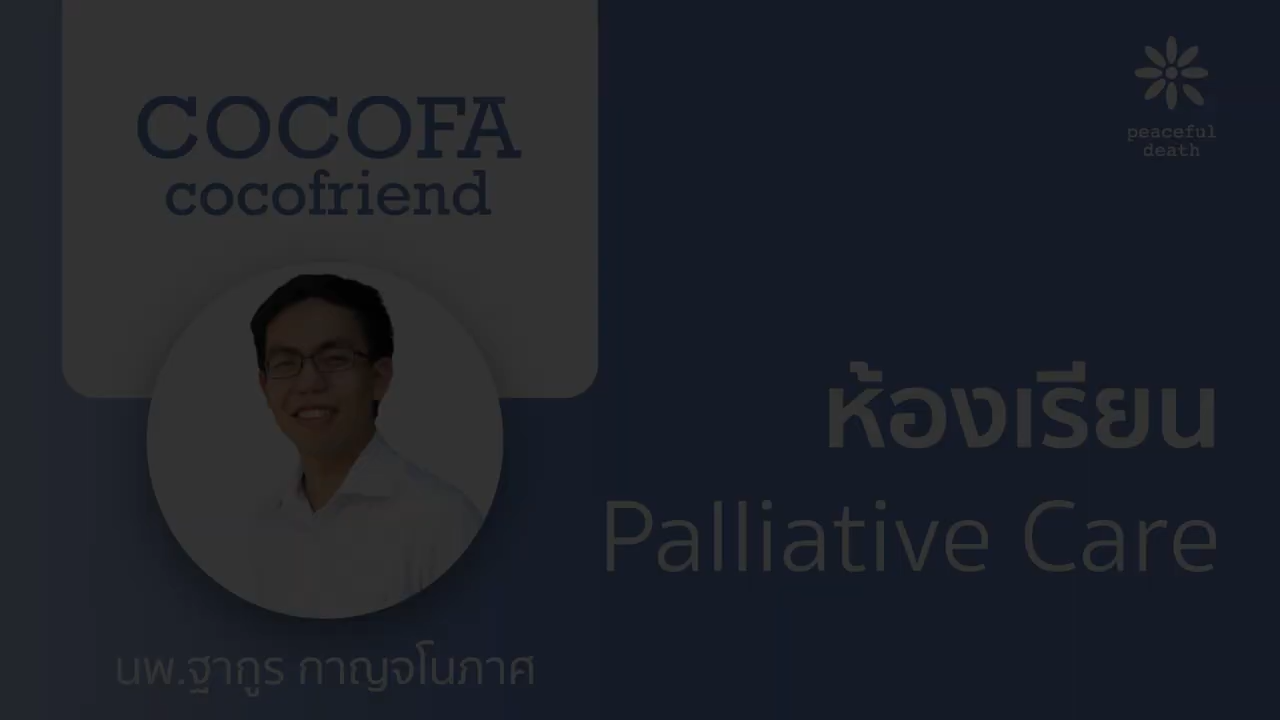 COCOFA
cocofriend
peaceful
death
ห้องเรียน
Palliative Care
นพ.ฐากูร กาญจโนภาศ